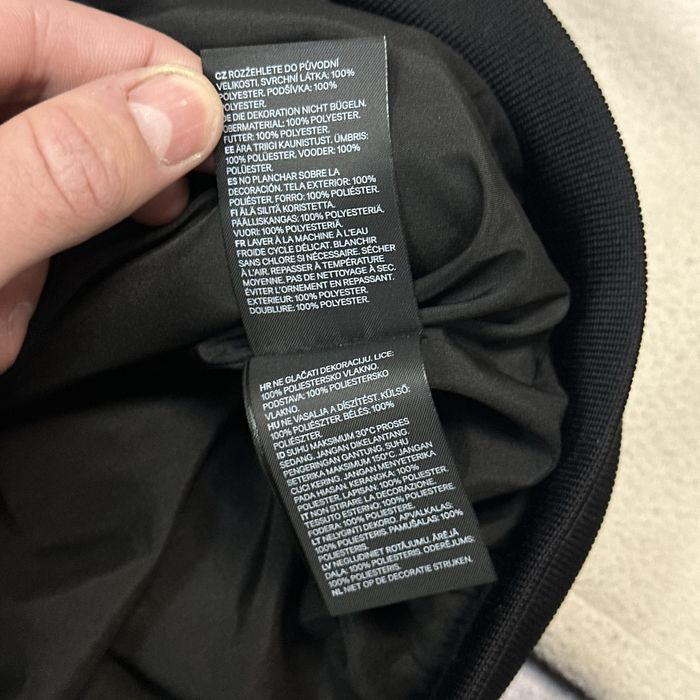 CZ ROZŽEHLETE DO PŮVODNÍ
VELIKOSTI. SVRCHNÍ LÁTKA: 100%
POLYESTER. PODŠÍVKA: 100%
POLYESTER.
DE DIE DEKORATION NICHT BÜGELN.
OBERMATERIAL: 100% POLYESTER.
FUTTER: 100% POLYESTER.
EE ÄRA TRIIGI KAUNISTUST. ÜMBRIS:
100% POLÜESTER. VOODER: 100%
POLÜESTER.
ES NO PLANCHAR SOBRE LA
DECORACIÓN. TELA EXTERIOR: 100%
POLIÉSTER. FORRO: 100% POLIÉSTER.
FI ÄLÄ SILITÄ KORISTETTA.
PÄÄLLISKANGAS: 100% POLYESTERIÄ.
VUORI: 100% POLYESTERIÄ.
FR LAVER À LA MACHINE À L'EAU
FROIDE CYCLE DÉLICAT. BLANCHIR
SANS CHLORE SI NÉCESSAIRE. SÉCHER
À L'AIR. REPASSER À TEMPÉRATURE
MOYENNE. PAS DE NETTOYAGE À SEC.
ÉVITER L'ORNEMENT EN REPASSANT.
EXTERIEUR: 100% POLYESTER.
DOUBLURE: 100% POLYESTER.
HR NE GLAČATI DEKORACIJU. LICE:
100% POLIESTERSKO VLAKNO.
PODSTAVA: 100% POLIESTERSKO
VLAKNO.
HU NE VASALJA A DÍSZÍTÉST. KÜLSŐ:
100% POLIÉSZTER. BÉLÉS: 100%
POLIÉSZTER.
ID SUHU MAKSIMUM 30°C PROSES
SEDANG. JANGAN DIKELANTANG.
PENGERINGAN GANTUNG. SUHU
SETERIKA MAKSIMUM 150°C. JANGAN
CUCI KERING. JANGAN MENYETERIKA
PADA HIASAN. KERANGKA: 100%
POLIESTER. LAPISAN: 100% POLIESTER.
IT NON STIRARE LA DECORAZIONE.
TESSUTO ESTERNO: 100% POLIESTERE.
FODERA: 100% POLIESTERE.
LT NELYGINTI DEKORO. APVALKALAS:
100% POLIESTERIS. PAMUŠALAS: 100%
POLIESTERIS.
LV NEGLUDINIET ROTĀJUMU. ĀRĒJĀ
DAĻA: 100% POLIESTERIS. ODERĒJUMS:
100% POLIESTERIS.
NL NIET OP DE DECORATIE STRIJKEN.